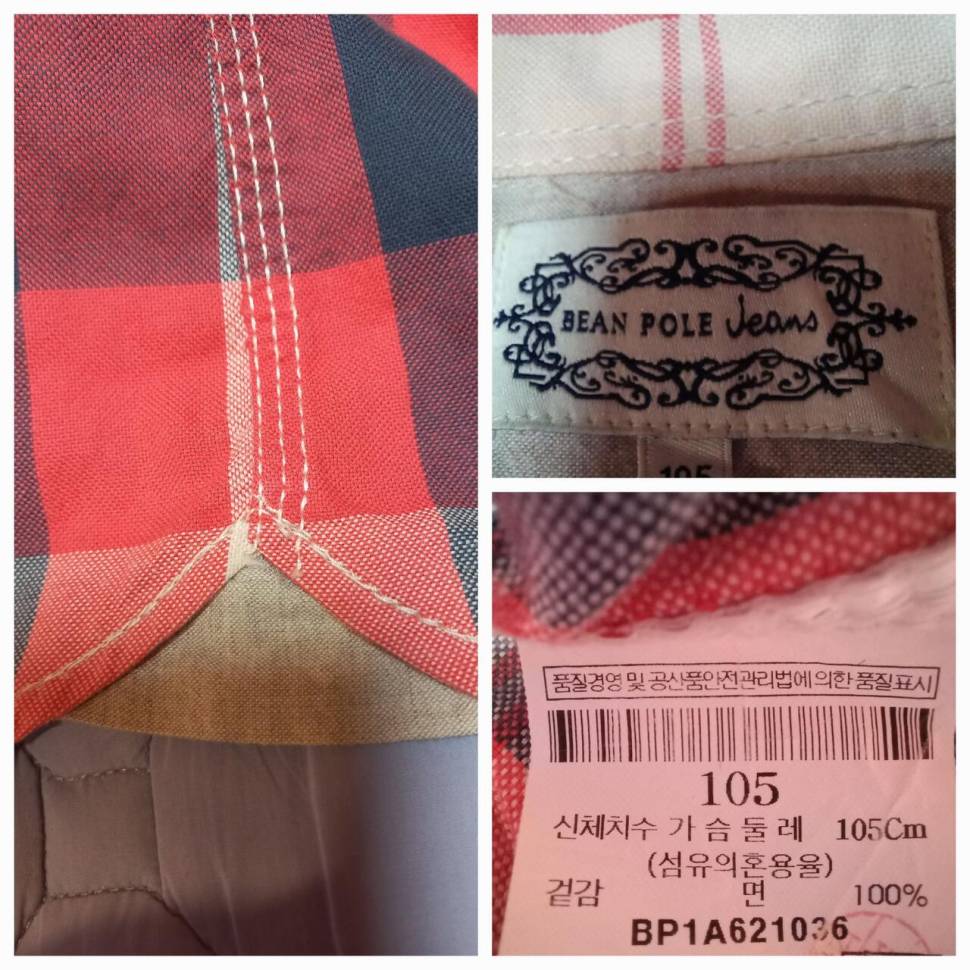 BEAN POLE Jeans
105
품질경영 및 공산품안전관리법에 의한 품질표시
105
신체치수 가 슴 둘 레 105Cm
(섬유의혼용율)
겉감 면 100%
BP1A621036